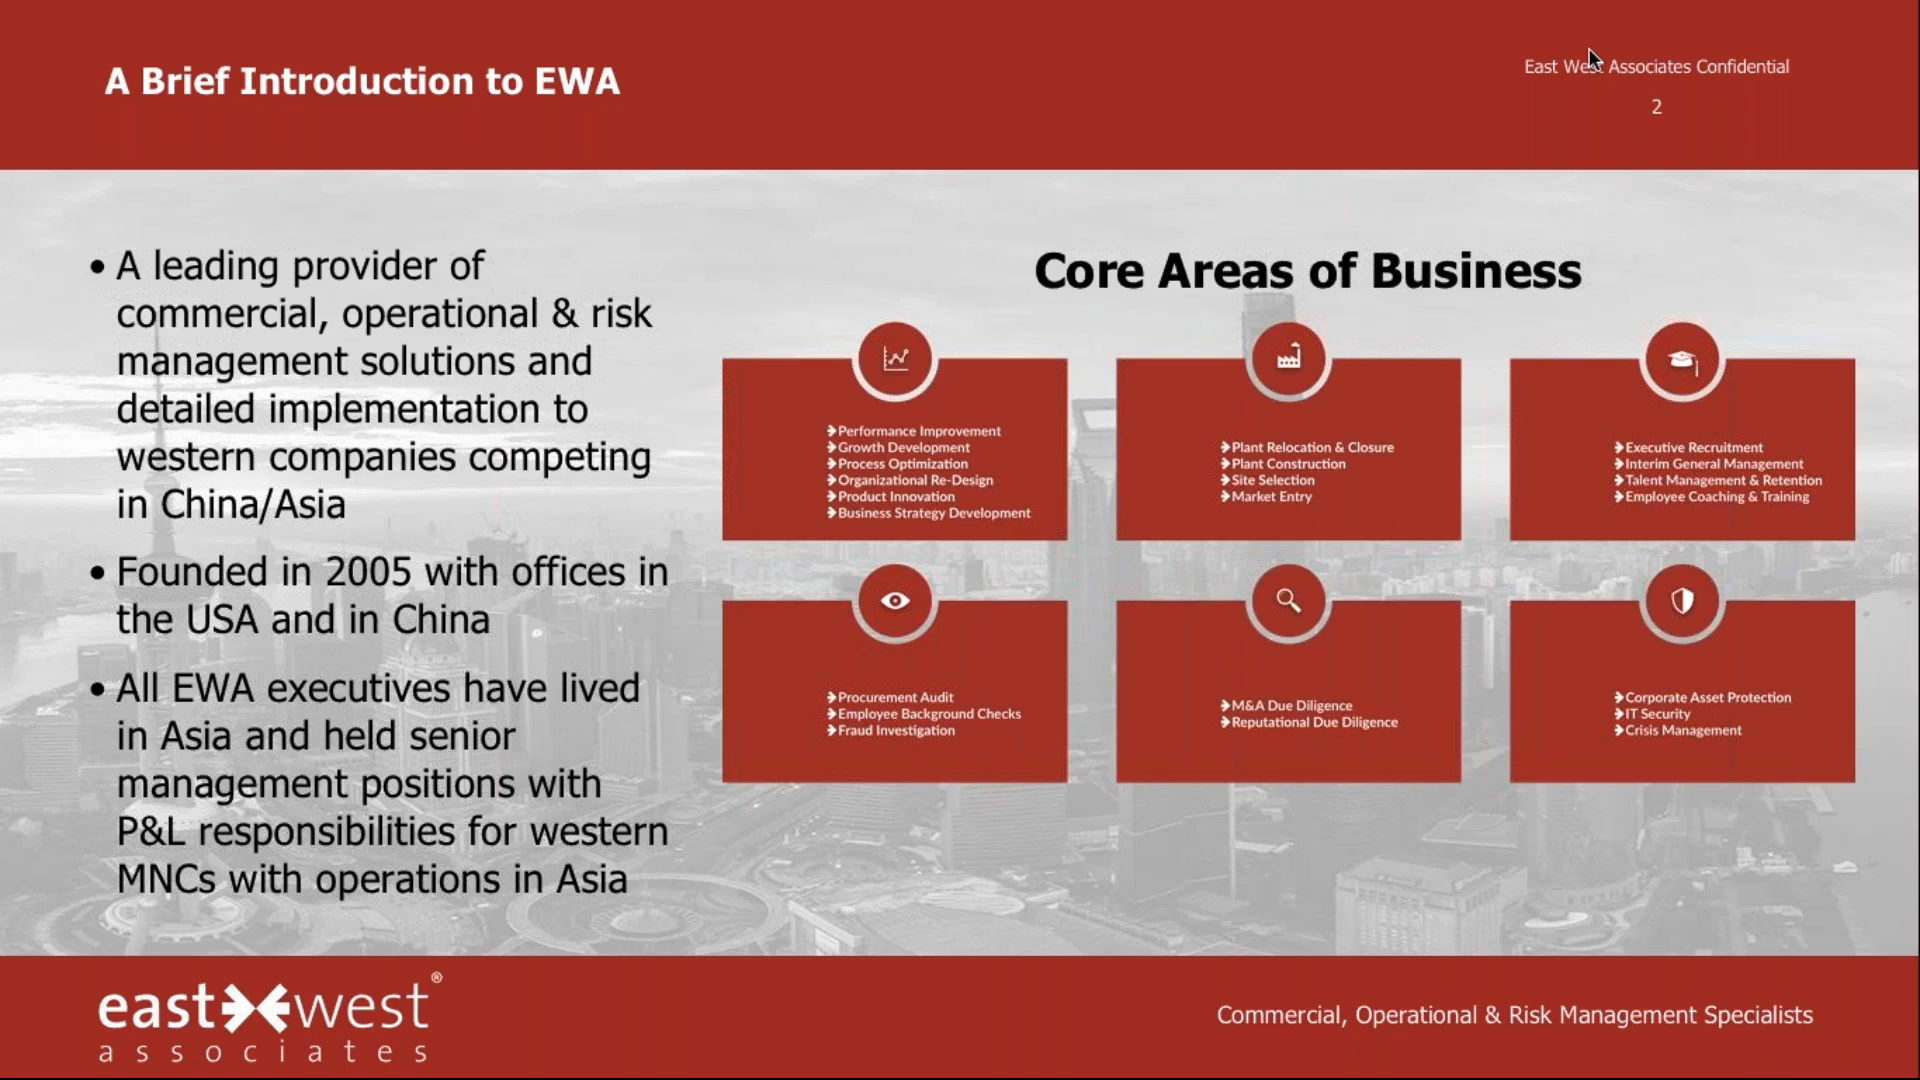 A Brief Introduction to EWA
East West Associates Confidential
2
• A leading provider of
commercial, operational & risk
management solutions and
detailed implementation to
western companies competing
in China/Asia
• Founded in 2005 with offices in
the USA and in China
• All EWA executives have lived
in Asia and held senior
management positions with
P&L responsibilities for western
MNCs with operations in Asia
Core Areas of Business
Performance Improvement
Growth Development
Process Optimization
Organizational Re-Design
Product Innovation
Business Strategy Development
Plant Relocation & Closure
Plant Construction
Site Selection
Market Entry
Executive Recruitment
Interim General Management
Talent Management & Retention
Employee Coaching & Training
Procurement Audit
Employee Background Checks
Fraud Investigation
M&A Due Diligence
Reputational Due Diligence
Corporate Asset Protection
IT Security
Crisis Management
east west®
associates
Commercial, Operational & Risk Management Specialists